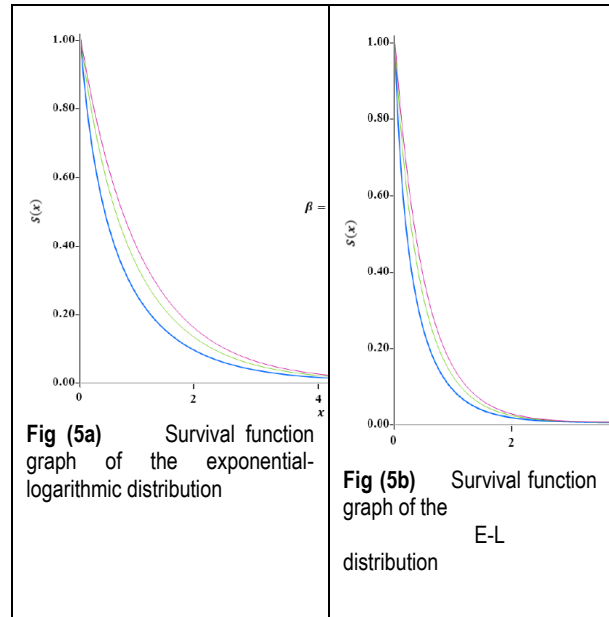 1.00
0.80
0.60
S(x)
0.40
0.20
0.00
0
2
4
x
β =
Fig (5a) Survival function
graph of the exponential-
logarithmic distribution
1.00
0.80
0.60
S(x)
0.40
0.20
0.00
0
2
Fig (5b) Survival function
graph of the
E-L
distribution